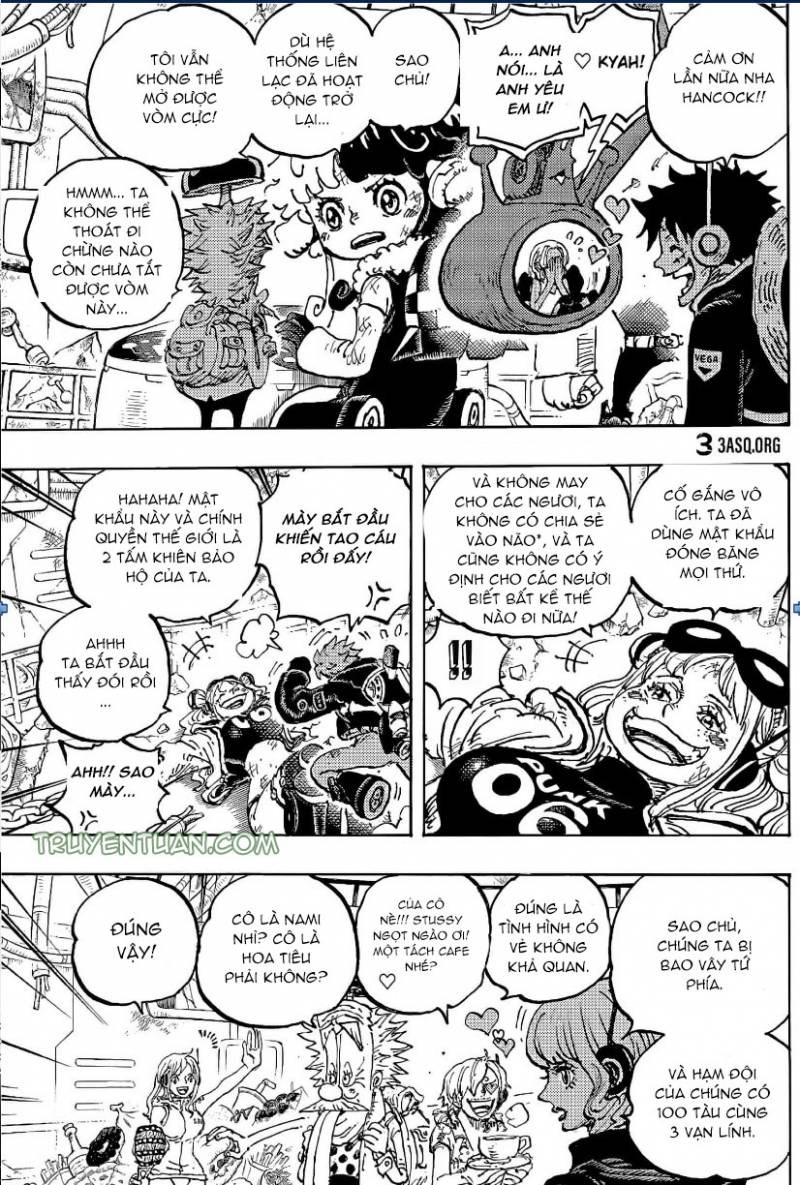 CẢM ƠN
LẦN NỮA NHA
HANCOCK!!
♡ KYAH!
A... ANH
NÓI... LÀ
ANH YÊU
EM Ư!
SAO
CHỦ!
DÙ HỆ
THỐNG LIÊN
LẠC ĐÃ HOẠT
ĐỘNG TRỞ
LẠI...
TÔI VẪN
KHÔNG THỂ
MỞ ĐƯỢC
VÒM CỰC!
HMMM... TA
KHÔNG THỂ
THOÁT ĐI
CHỪNG NÀO
CÒN CHƯA TẮT
ĐƯỢC VÒM
NÀY...
VEGA
3 3ASQ.ORG
CỐ GẮNG VÔ
ÍCH. TA ĐÃ
DÙNG MẬT KHẨU
ĐÓNG BĂNG
MỌI THỨ.
VÀ KHÔNG MAY
CHO CÁC NGƯƠI, TA
KHÔNG CÓ CHIA SẺ
VÀO NÃO*, VÀ TA
CŨNG KHÔNG CÓ Ý
ĐỊNH CHO CÁC NGƯƠI
BIẾT BẤT KỂ THẾ
NÀO ĐI NỮA!
!!
PUNK
06
MÀY BẮT ĐẦU
KHIẾN TAO CÁU
RỒI ĐẤY!
HAHAHA! MẬT
KHẨU NÀY VÀ CHÍNH
QUYỀN THẾ GIỚI LÀ
2 TẤM KHIÊN BẢO
HỘ CỦA TA.
AHHH
TA BẮT ĐẦU
THẤY ĐÓI RỒI
...
AHH!! SAO
MÀY...
TRUYENTUAN.COM
SAO CHỦ,
CHÚNG TA BỊ
BAO VÂY TỨ
PHÍA.
VÀ HẠM ĐỘI
CỦA CHÚNG CÓ
100 TÀU CÙNG
3 VẠN LÍNH.
ĐÚNG LÀ
TÌNH HÌNH CÓ
VẺ KHÔNG
KHẢ QUAN.
CỦA CÔ
NÈ!!! STUSSY
NGỌT NGÀO ƠI!
MỘT TÁCH CAFE
NHÉ?
♡
CÔ LÀ NAMI
NHỈ? CÔ LÀ
HOA TIÊU
PHẢI KHÔNG?
ĐÚNG
VẬY!